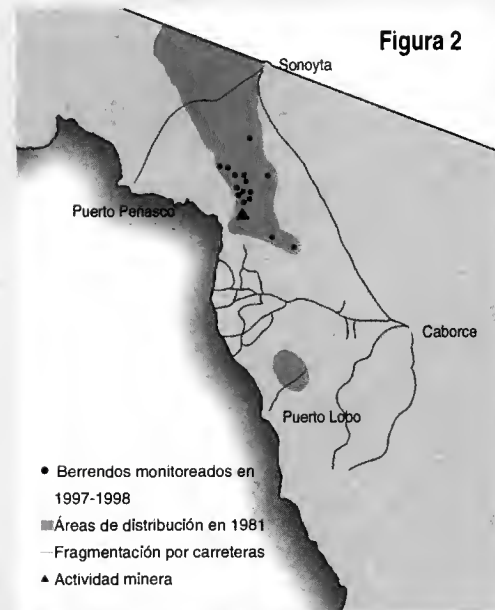 Figura 2
Sonoyta
Puerto Peñasco
Caborce
Puerto Lobo
Berrendos monitoreados en
1997-1998
Áreas de distribución en 1981
Fragmentación por carreteras
Actividad minera